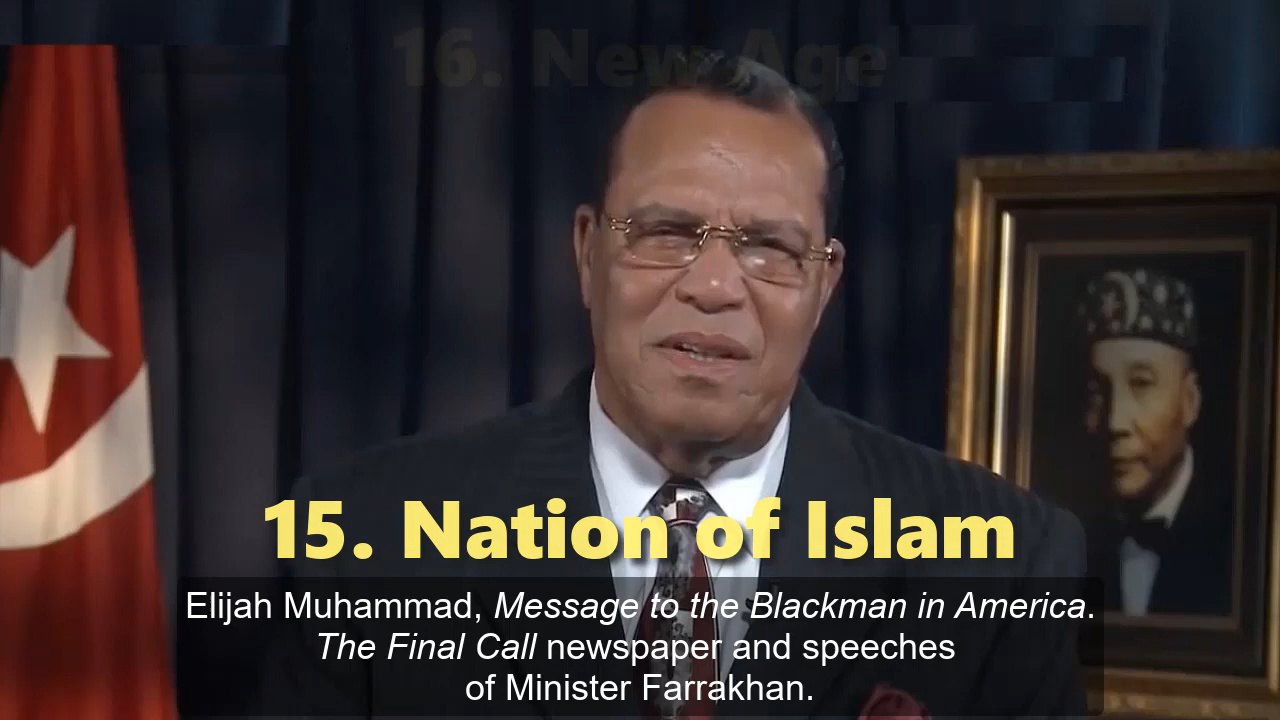 16. New Age
15. Nation of Islam
Elijah Muhammad, Message to the Blackman in America.
The Final Call newspaper and speeches
of Minister Farrakhan.